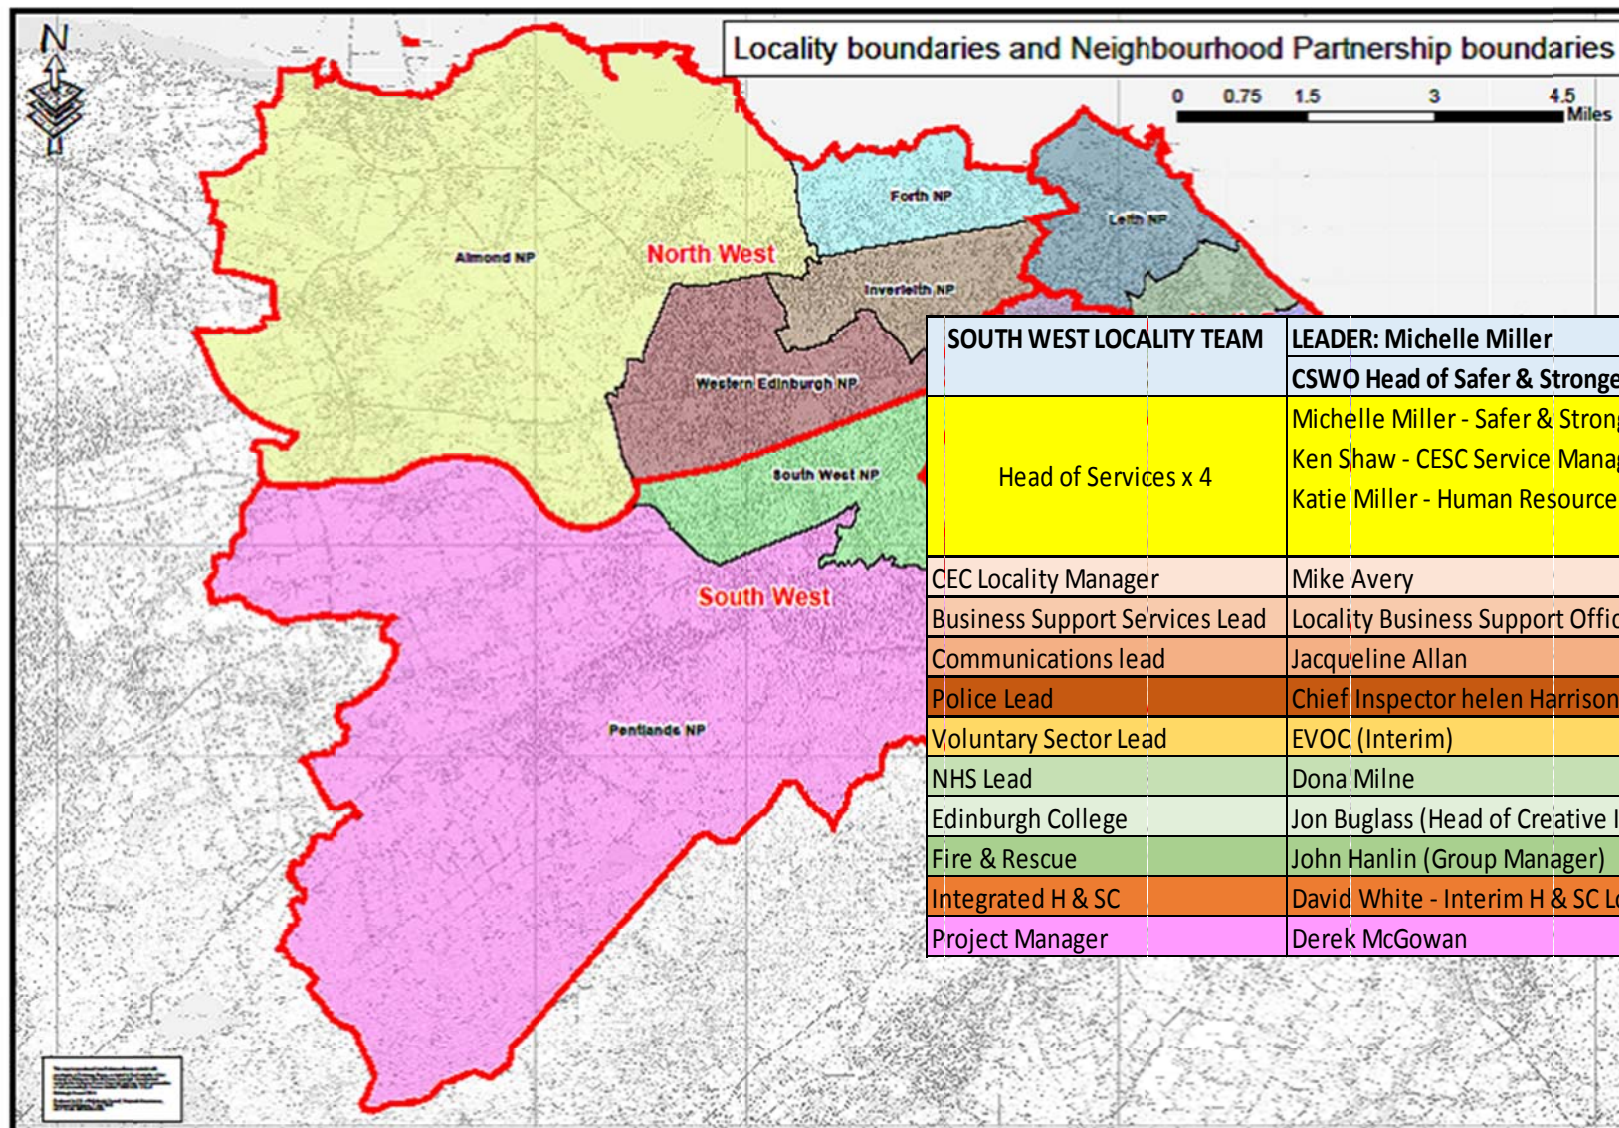 N
Locality boundaries and Neighbourhood Partnership boundaries
0 0.75 1.5 3 4.5
Miles
Forth NP
Leith NP
Almond NP
North West
Inverleith NP
Western Edinburgh NP
South West NP
South West
Pentlands NP
SOUTH WEST LOCALITY TEAM
LEADER: Michelle Miller
CSWO Head of Safer & Stronge
Head of Services x 4
Michelle Miller - Safer & Strong
Ken Shaw - CESC Service Manag
Katie Miller - Human Resource
CEC Locality Manager
Mike Avery
Business Support Services Lead
Locality Business Support Offic
Communications lead
Jacqueline Allan
Police Lead
Chief Inspector helen Harrison
Voluntary Sector Lead
EVOC (Interim)
NHS Lead
Dona Milne
Edinburgh College
Jon Buglass (Head of Creative I
Fire & Rescue
John Hanlin (Group Manager)
Integrated H & SC
David White - Interim H & SC Lo
Project Manager
Derek McGowan